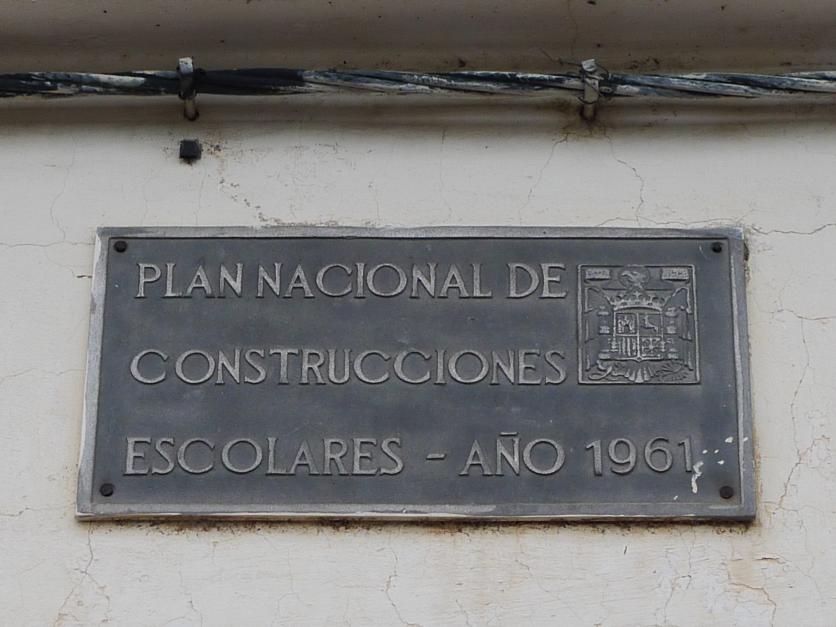 PLAN NACIONAL DE
CONSTRUCCIONES
ESCOLARES - AÑO 1961